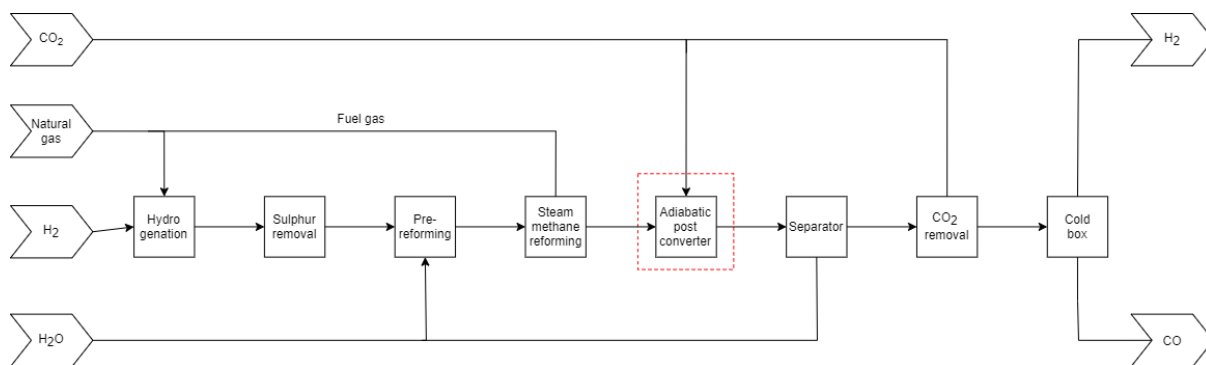 CO2
H2
Natural
gas
Fuel gas
H2
Hydro
genation
Sulphur
removal
Pre-
reforming
Steam
methane
reforming
Adiabatic
post
converter
Separator
CO2
removal
Cold
box
H2O
CO